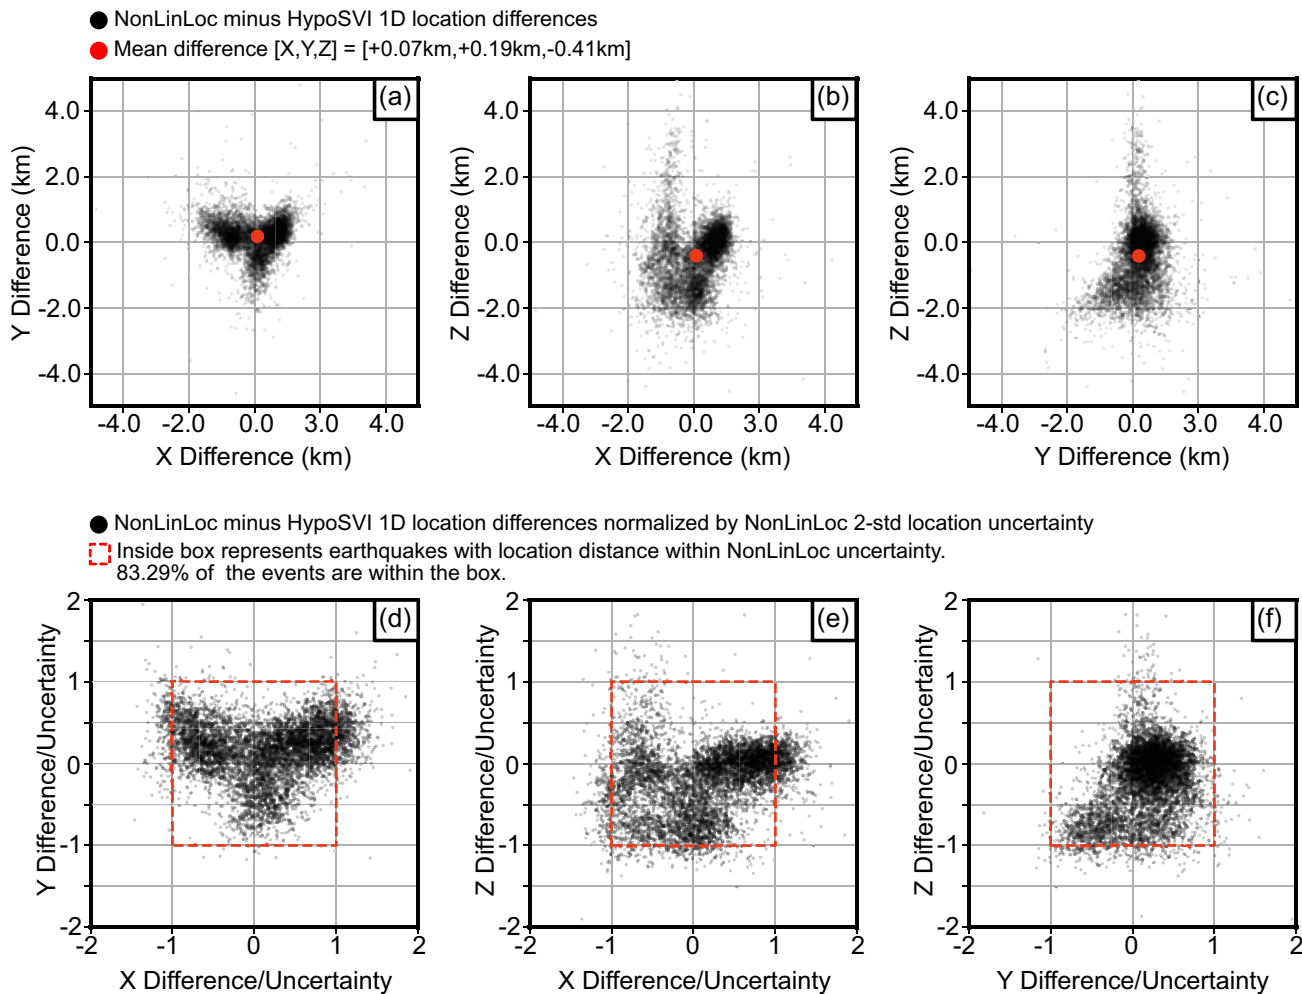 NonLinLoc minus HypoSVI 1D location differences
Mean difference [X,Y,Z] = [+0.07km,+0.19km,-0.41km]
(a)
4.0
2.0
0.0
-2.0
-4.0
Y Difference (km)
-4.0 -2.0 0.0 3.0 4.0
X Difference (km)
(b)
4.0
2.0
0.0
-2.0
-4.0
Z Difference (km)
-4.0 -2.0 0.0 3.0 4.0
X Difference (km)
(c)
4.0
2.0
0.0
-2.0
-4.0
Z Difference (km)
-4.0 -2.0 0.0 3.0 4.0
Y Difference (km)
NonLinLoc minus HypoSVI 1D location differences normalized by NonLinLoc 2-std location uncertainty
Inside box represents earthquakes with location distance within NonLinLoc uncertainty.
83.29% of the events are within the box.
(d)
2
1
0
-1
-2
Y Difference/Uncertainty
-2 -1 0 1 2
X Difference/Uncertainty
(e)
2
1
0
-1
-2
Z Difference/Uncertainty
-2 -1 0 1 2
X Difference/Uncertainty
(f)
2
1
0
-1
-2
Z Difference/Uncertainty
-2 -1 0 1 2
Y Difference/Uncertainty